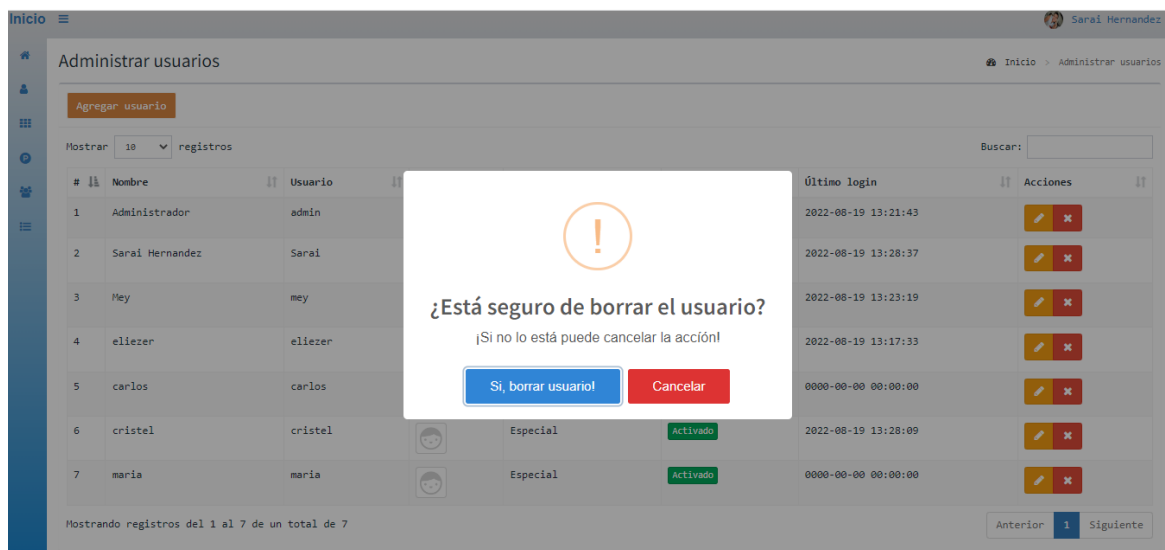 Inicio
Sarai Hernandez
Administrar usuarios
Inicio > Administrar usuarios
Agregar usuario
Mostrar 10 registros
Buscar:
# Nombre Usuario Último login Acciones
1 Administrador admin 2022-08-19 13:21:43
2 Sarai Hernandez Sarai 2022-08-19 13:28:37
3 Mey mey 2022-08-19 13:23:19
4 eliezer eliezer 2022-08-19 13:17:33
5 carlos carlos 0000-00-00 00:00:00
6 cristel cristel Especial Activado 2022-08-19 13:28:09
7 maria maria Especial Activado 0000-00-00 00:00:00
!
¿Está seguro de borrar el usuario?
¡Si no lo está puede cancelar la accíón!
Si, borrar usuario!
Cancelar
Mostrando registros del 1 al 7 de un total de 7
Anterior 1 Siguiente